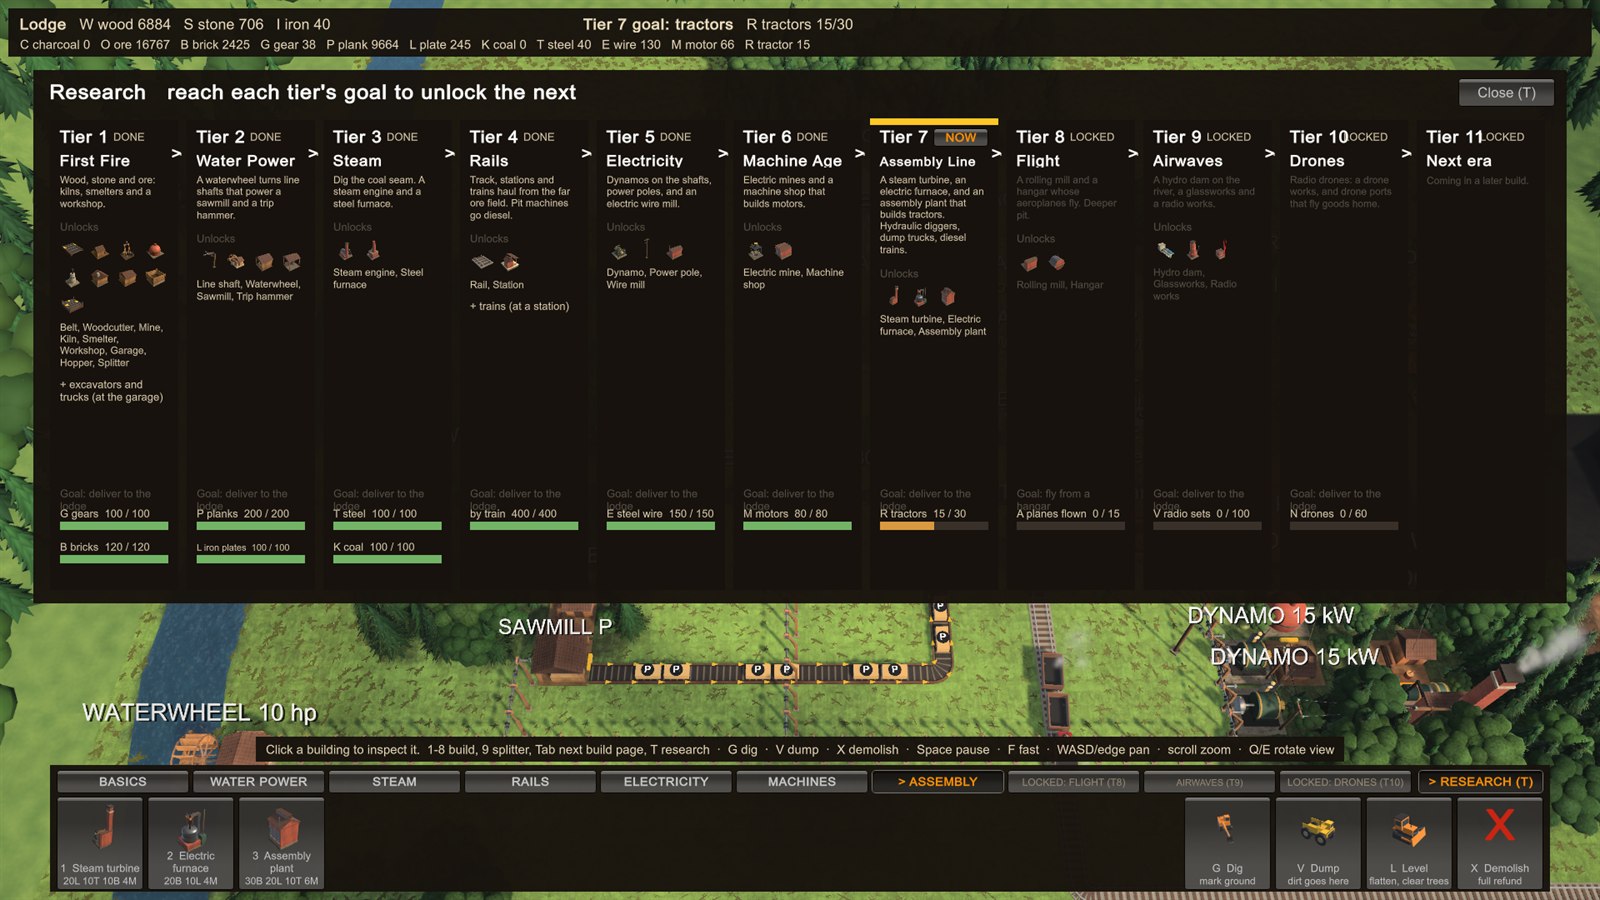 Lodge W wood 6884 S stone 706 I iron 40
Tier 7 goal: tractors R tractors 15/30
C charcoal 0 O ore 16767 B brick 2425 G gear 38 P plank 9664 L plate 245 K coal 0 T steel 40 E wire 130 M motor 66 R tractor 15
Research reach each tier's goal to unlock the next
Close (T)
Tier 1 DONE
First Fire
Wood, stone and ore:
kilns, smelters and a
workshop.
Unlocks
Belt, Woodcutter, Mine,
Kiln, Smelter,
Workshop, Garage,
Hopper, Splitter
+ excavators and
trucks (at the garage)
Goal: deliver to the
lodge
G gears 100 / 100
B bricks 120 / 120
>
Tier 2 DONE
Water Power
A waterwheel turns line
shafts that power a
sawmill and a trip
hammer.
Unlocks
Line shaft, Waterwheel,
Sawmill, Trip hammer
Goal: deliver to the
lodge
P planks 200 / 200
L iron plates 100 / 100
>
Tier 3 DONE
Steam
Dig the coal seam. A
steam engine and a
steel furnace.
Unlocks
Steam engine, Steel
furnace
Goal: deliver to the
lodge
T steel 100 / 100
K coal 100 / 100
>
Tier 4 DONE
Rails
Track, stations and
trains haul from the far
ore field. Pit machines
go diesel.
Unlocks
Rail, Station
+ trains (at a station)
Goal: deliver to the
lodge
by train 400 / 400
>
Tier 5 DONE
Electricity
Dynamos on the shafts,
power poles, and an
electric wire mill.
Unlocks
Dynamo, Power pole,
Wire mill
Goal: deliver to the
lodge
E steel wire 150 / 150
>
Tier 6 DONE
Machine Age
Electric mines and a
machine shop that
builds motors.
Unlocks
Electric mine, Machine
shop
Goal: deliver to the
lodge
M motors 80 / 80
>
Tier 7 NOW
Assembly Line
A steam turbine, an
electric furnace, and an
assembly plant that
builds tractors.
Hydraulic diggers,
dump trucks, diesel
trains.
Unlocks
Steam turbine, Electric
furnace, Assembly plant
Goal: deliver to the
lodge
R tractors 15 / 30
>
Tier 8 LOCKED
Flight
A rolling mill and a
hangar whose
aeroplanes fly. Deeper
pit.
Unlocks
Rolling mill, Hangar
Goal: fly from a
hangar
A planes flown 0 / 15
>
Tier 9 LOCKED
Airwaves
A hydro dam on the
river, a glassworks and
a radio works.
Unlocks
Hydro dam,
Glassworks, Radio
works
Goal: deliver to the
lodge
V radio sets 0 / 100
>
Tier 10 LOCKED
Drones
Radio drones: a drone
works, and drone ports
that fly goods home.
Goal: deliver to the
lodge
N drones 0 / 60
>
Tier 11 LOCKED
Next era
Coming in a later build.
SAWMILL P
P P P P P P P P
DYNAMO 15 kW
DYNAMO 15 kW
WATERWHEEL 10 hp
Click a building to inspect it. 1-8 build, 9 splitter, Tab next build page, T research · G dig · V dump · X demolish · Space pause · F fast · WASD/edge pan · scroll zoom · Q/E rotate view
BASICS
WATER POWER
STEAM
RAILS
ELECTRICITY
MACHINES
> ASSEMBLY
LOCKED: FLIGHT (T8)
AIRWAVES (T9)
LOCKED: DRONES (T10)
> RESEARCH (T)
1 Steam turbine
20L 10T 10B 4M
2 Electric
furnace
20B 10L 4M
3 Assembly
plant
30B 20L 10T 6M
G Dig
mark ground
V Dump
dirt goes here
L Level
flatten, clear trees
X
X Demolish
full refund